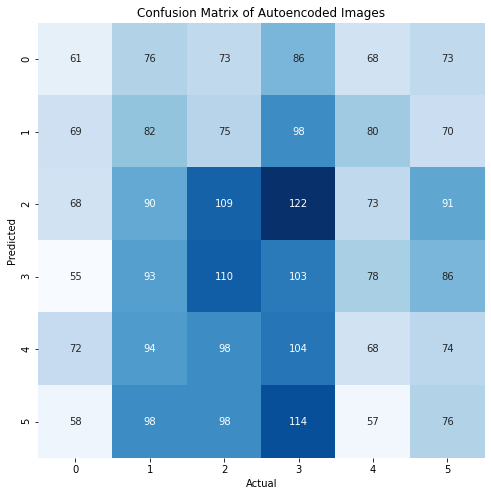 Confusion Matrix of Autoencoded Images
Predicted
0 61 76 73 86 68 73
1 69 82 75 98 80 70
2 68 90 109 122 73 91
3 55 93 110 103 78 86
4 72 94 98 104 68 74
5 58 98 98 114 57 76
0 1 2 3 4 5
Actual